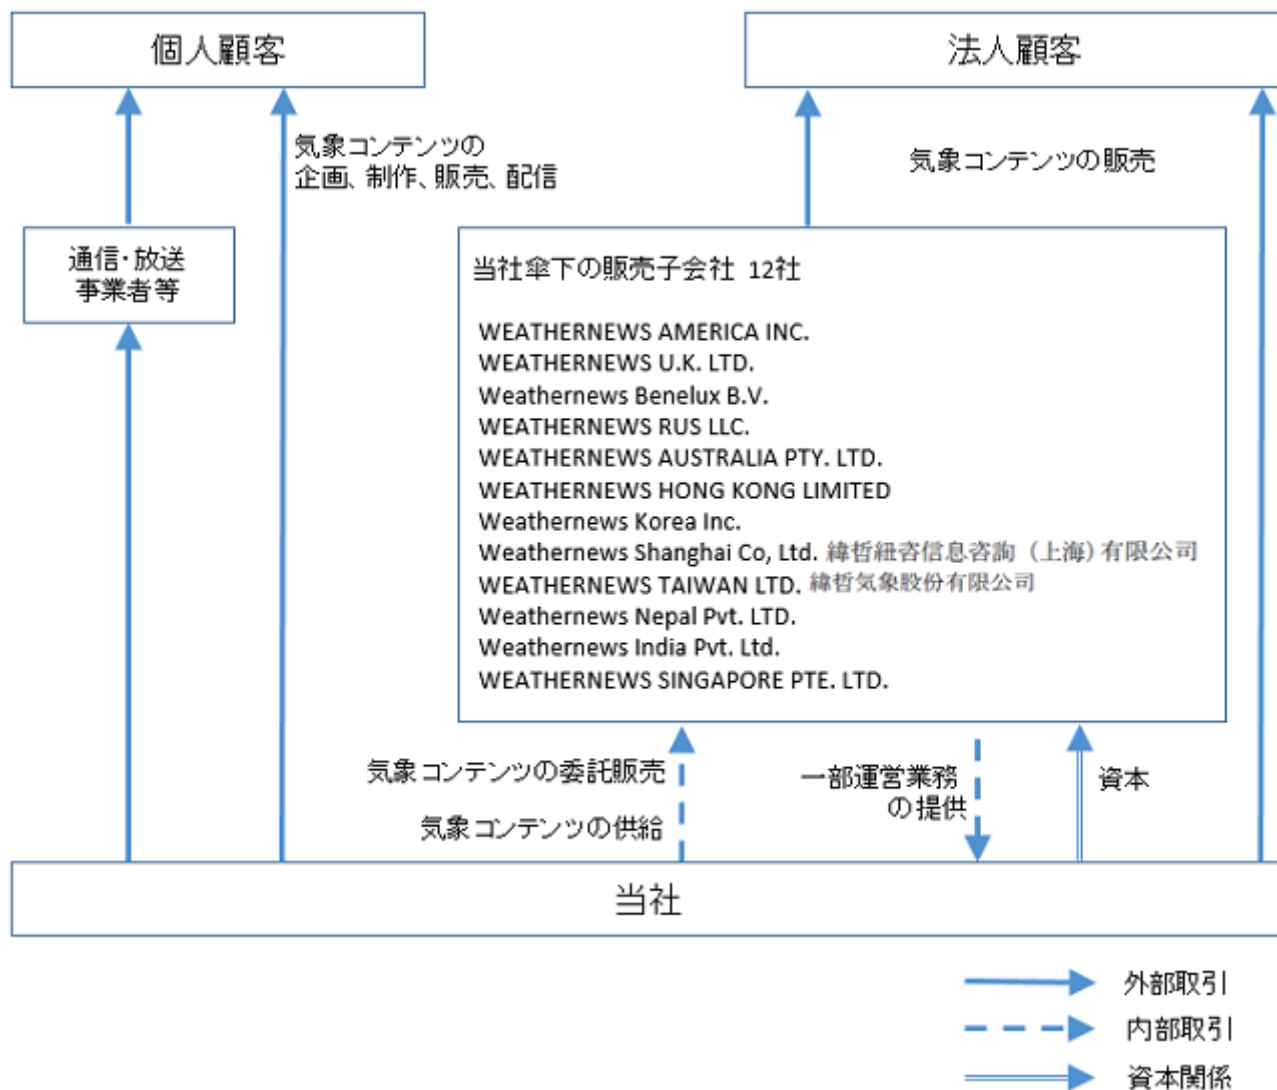 個人顧客
法人顧客
気象コンテンツの
企画、制作、販売、配信
気象コンテンツの販売
通信・放送
事業者等
当社傘下の販売子会社 12社
WEATHERNEWS AMERICA INC.
WEATHERNEWS U.K. LTD.
Weathernews Benelux B.V.
WEATHERNEWS RUS LLC.
WEATHERNEWS AUSTRALIA PTY. LTD.
WEATHERNEWS HONG KONG LIMITED
Weathernews Korea Inc.
Weathernews Shanghai Co, Ltd. 緯哲紐咨信息咨詢（上海）有限公司
WEATHERNEWS TAIWAN LTD. 緯哲気象股份有限公司
Weathernews Nepal Pvt. LTD.
Weathernews India Pvt. Ltd.
WEATHERNEWS SINGAPORE PTE. LTD.
気象コンテンツの委託販売
気象コンテンツの供給
一部運営業務
の提供
資本
当社
外部取引
内部取引
資本関係